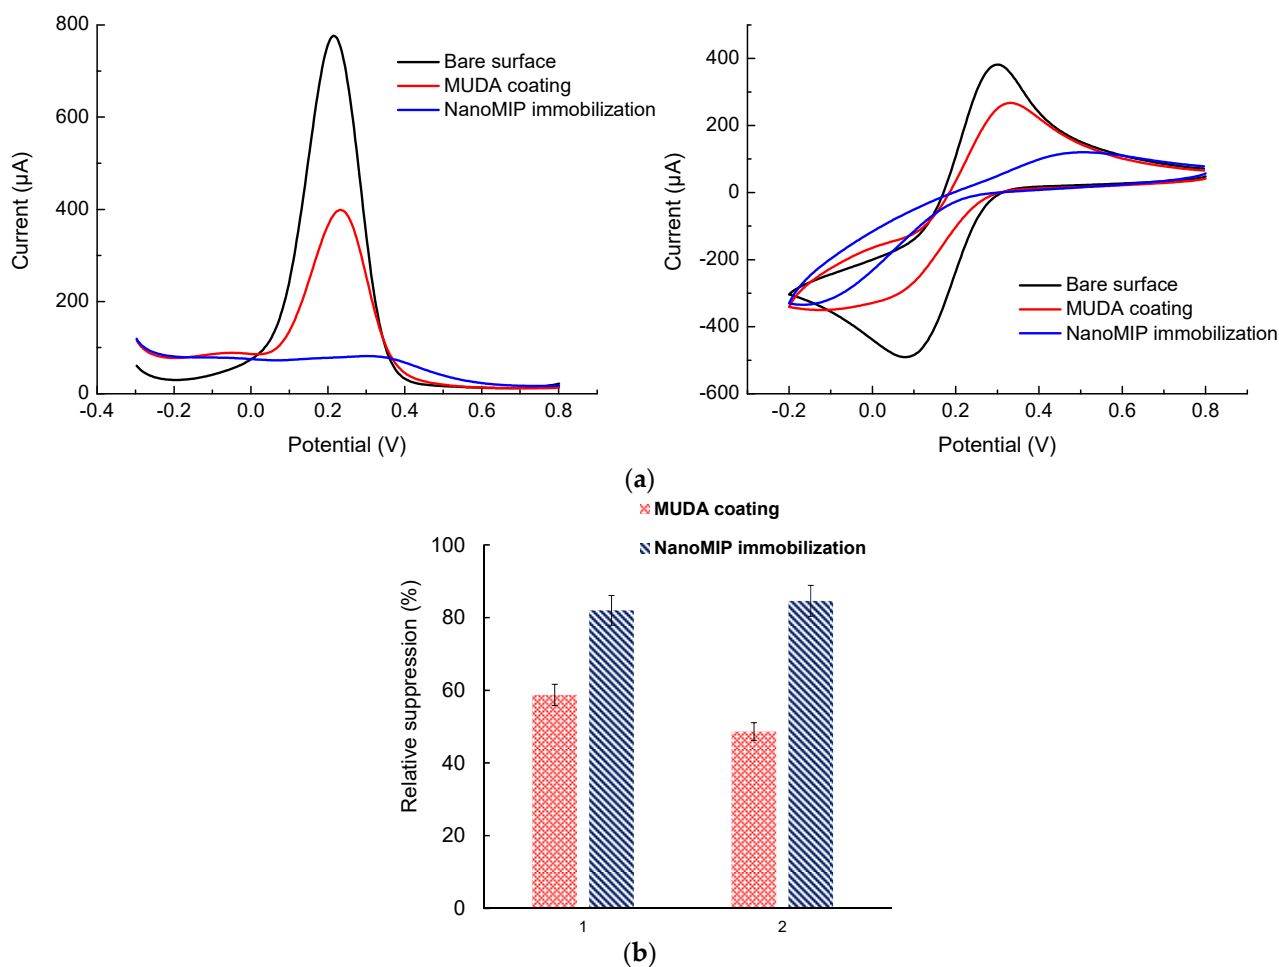 800
600
400
200
0
-0.4
-0.2
0.0
0.2
0.4
0.6
0.8
Current (µA)
Potential (V)
Bare surface
MUDA coating
NanoMIP immobilization
400
200
0
-200
-400
-600
-0.2
0.0
0.2
0.4
0.6
0.8
Current (µA)
Potential (V)
Bare surface
MUDA coating
NanoMIP immobilization
(a)
MUDA coating
NanoMIP immobilization
100
80
60
40
20
0
Relative suppression (%)
1
2
(b)